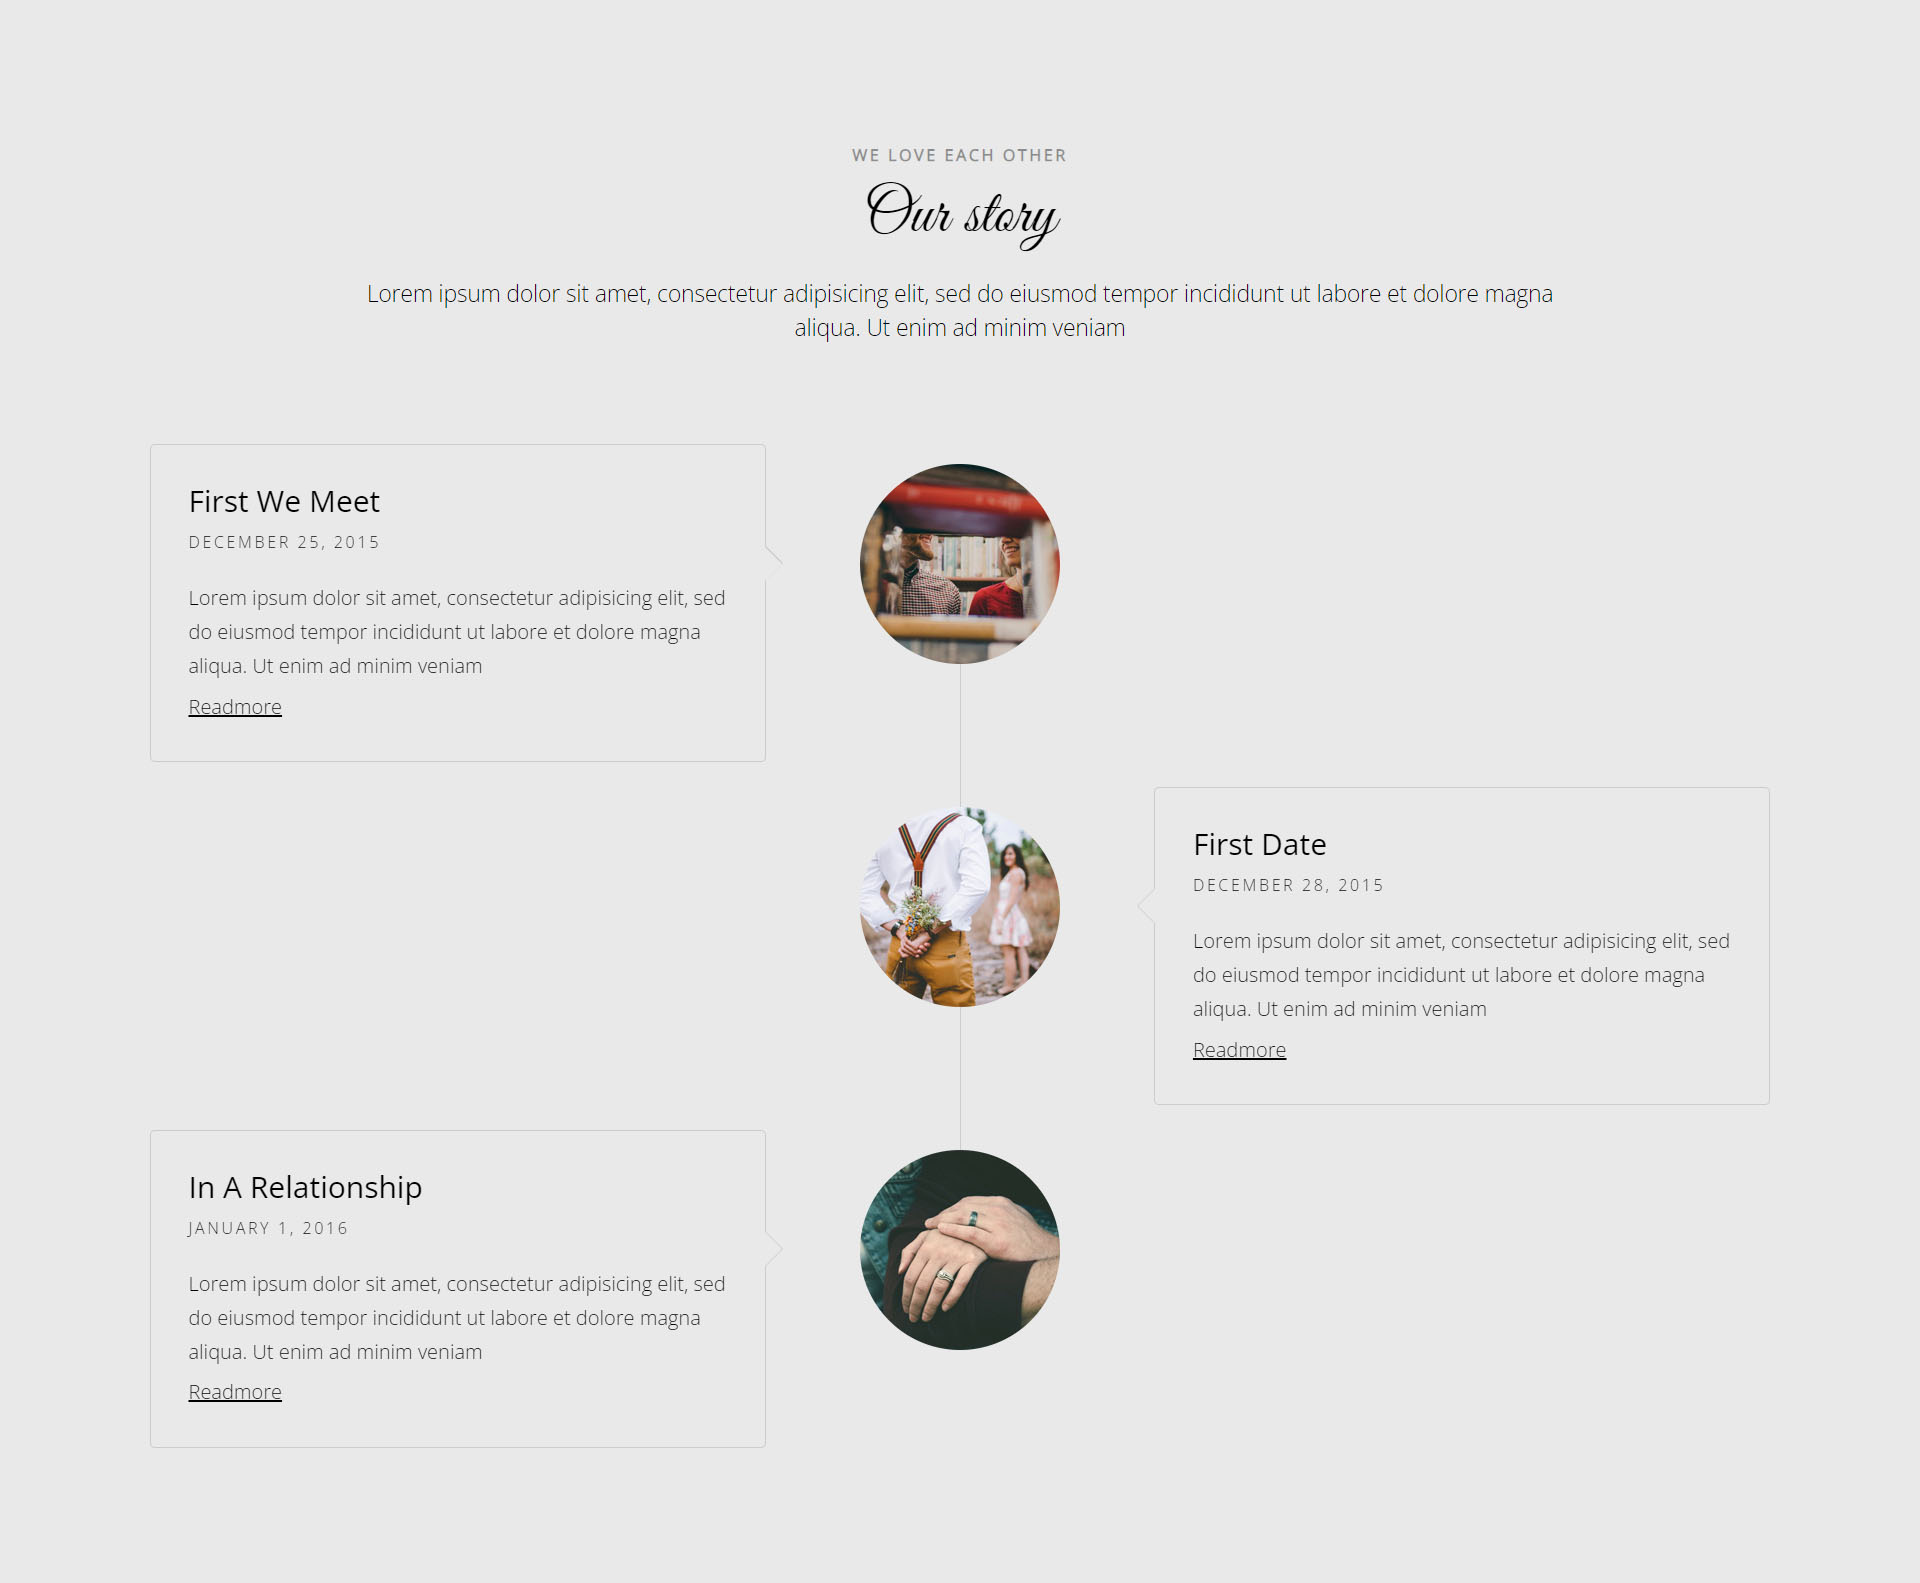 WE LOVE EACH OTHER
Our story
Lorem ipsum dolor sit amet, consectetur adipisicing elit, sed do eiusmod tempor incididunt ut labore et dolore magna
aliqua. Ut enim ad minim veniam
First We Meet
DECEMBER 25, 2015
Lorem ipsum dolor sit amet, consectetur adipisicing elit, sed
do eiusmod tempor incididunt ut labore et dolore magna
aliqua. Ut enim ad minim veniam
Readmore
First Date
DECEMBER 28, 2015
Lorem ipsum dolor sit amet, consectetur adipisicing elit, sed
do eiusmod tempor incididunt ut labore et dolore magna
aliqua. Ut enim ad minim veniam
Readmore
In A Relationship
JANUARY 1, 2016
Lorem ipsum dolor sit amet, consectetur adipisicing elit, sed
do eiusmod tempor incididunt ut labore et dolore magna
aliqua. Ut enim ad minim veniam
Readmore